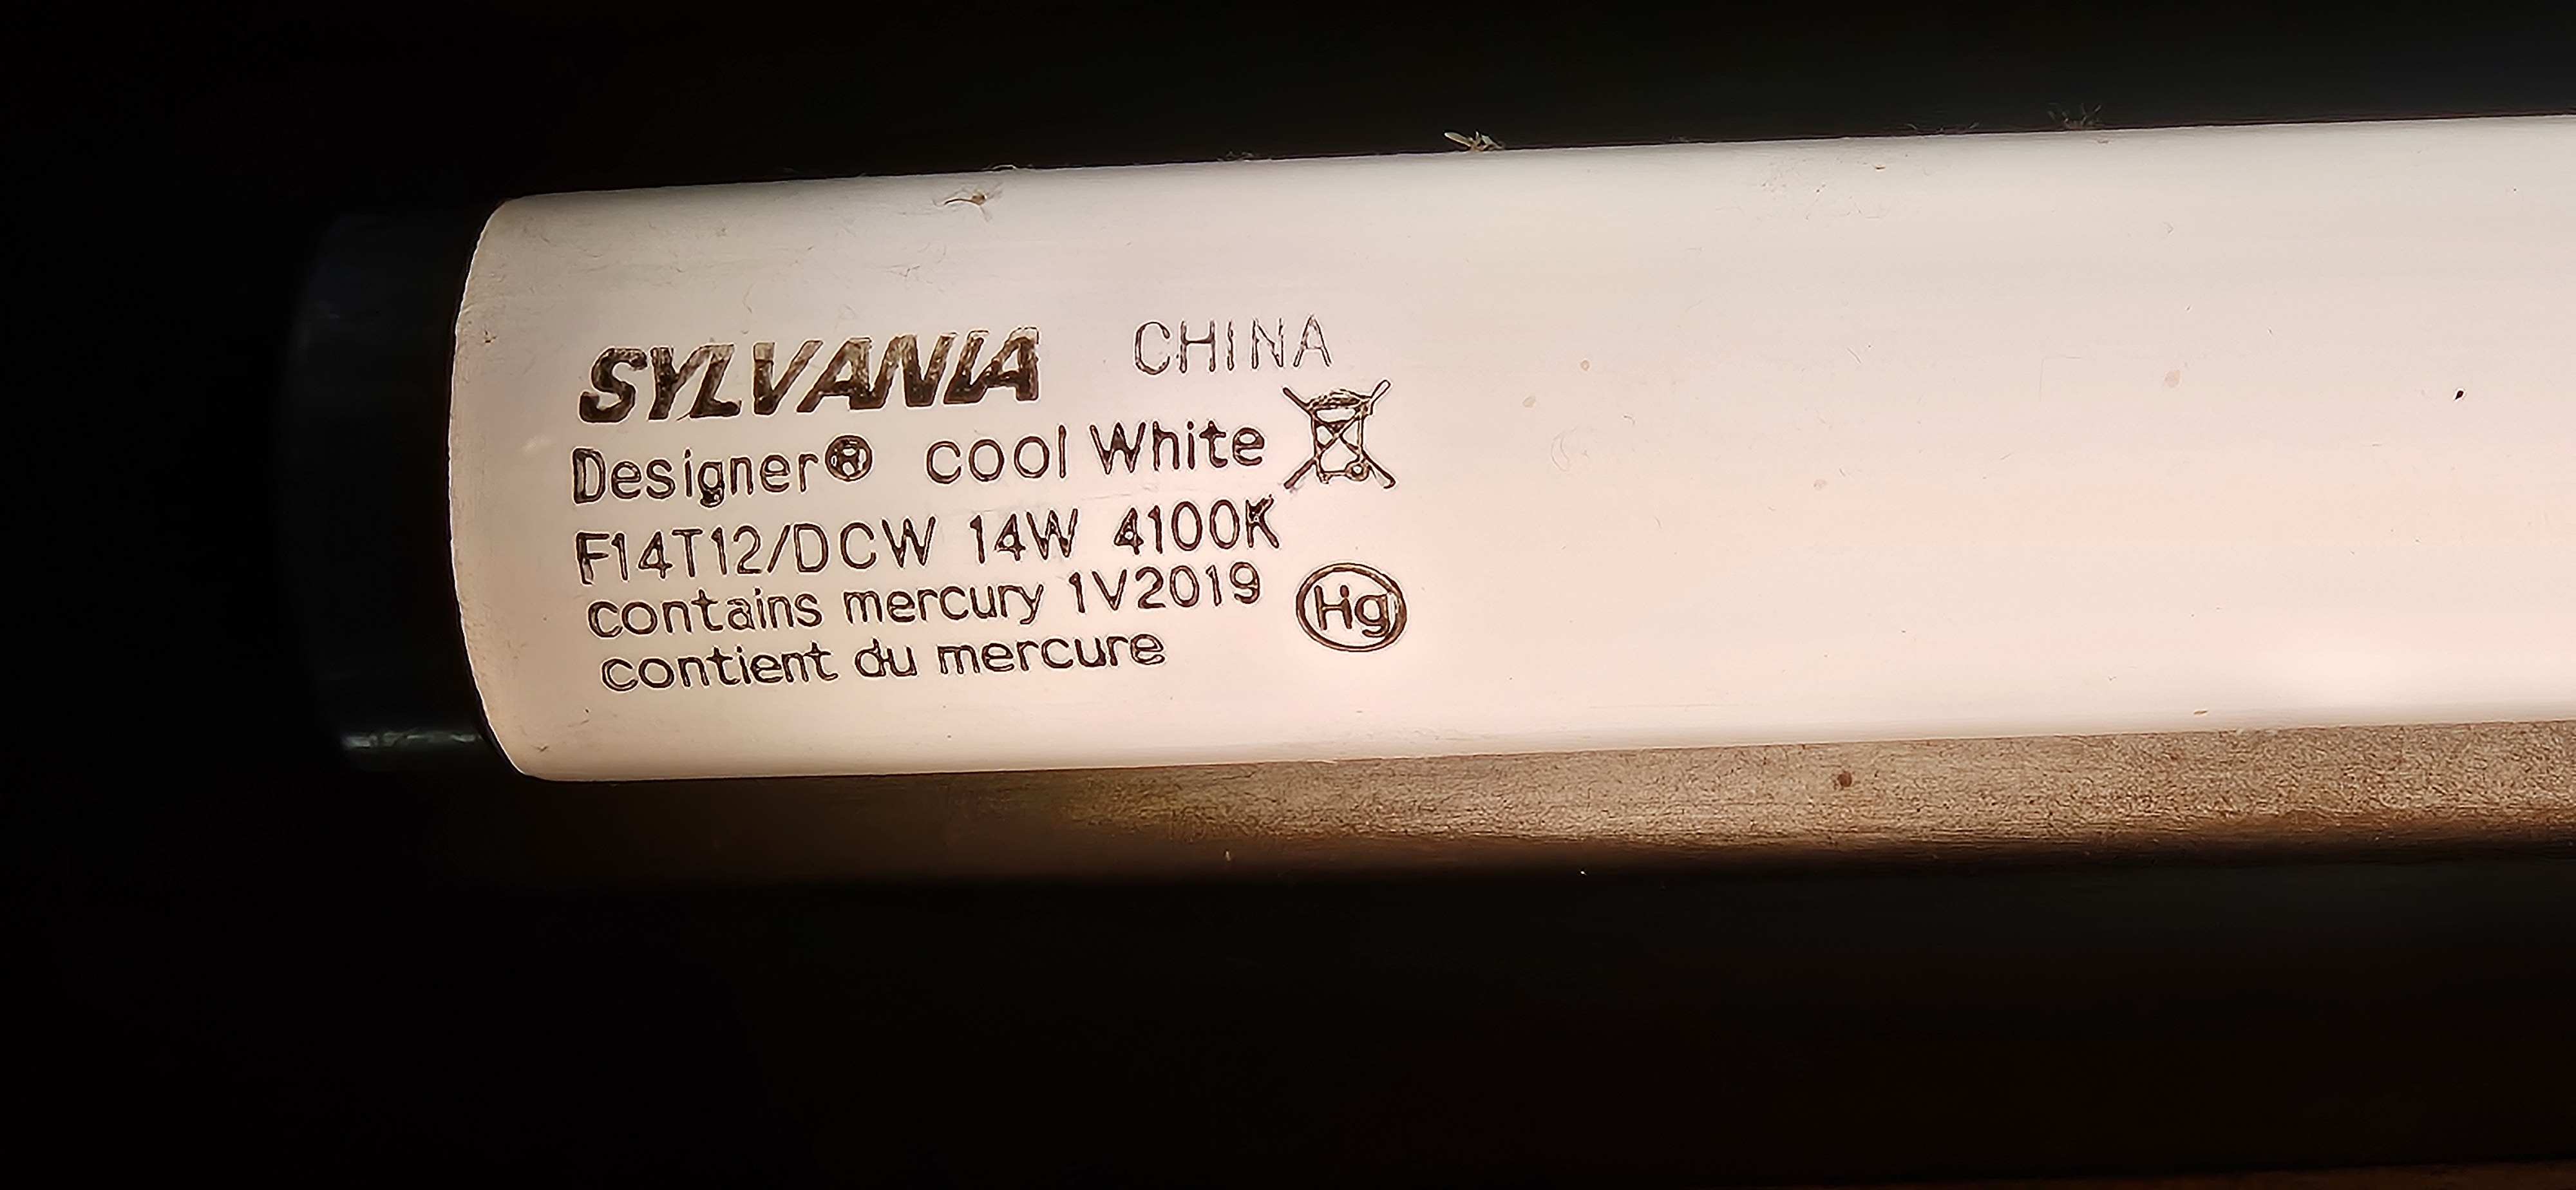 SYLVANIA CHINA
Designer® cool White
F14T12/DCW 14W 4100K
contains mercury 1V2019
contient du mercure
Hg